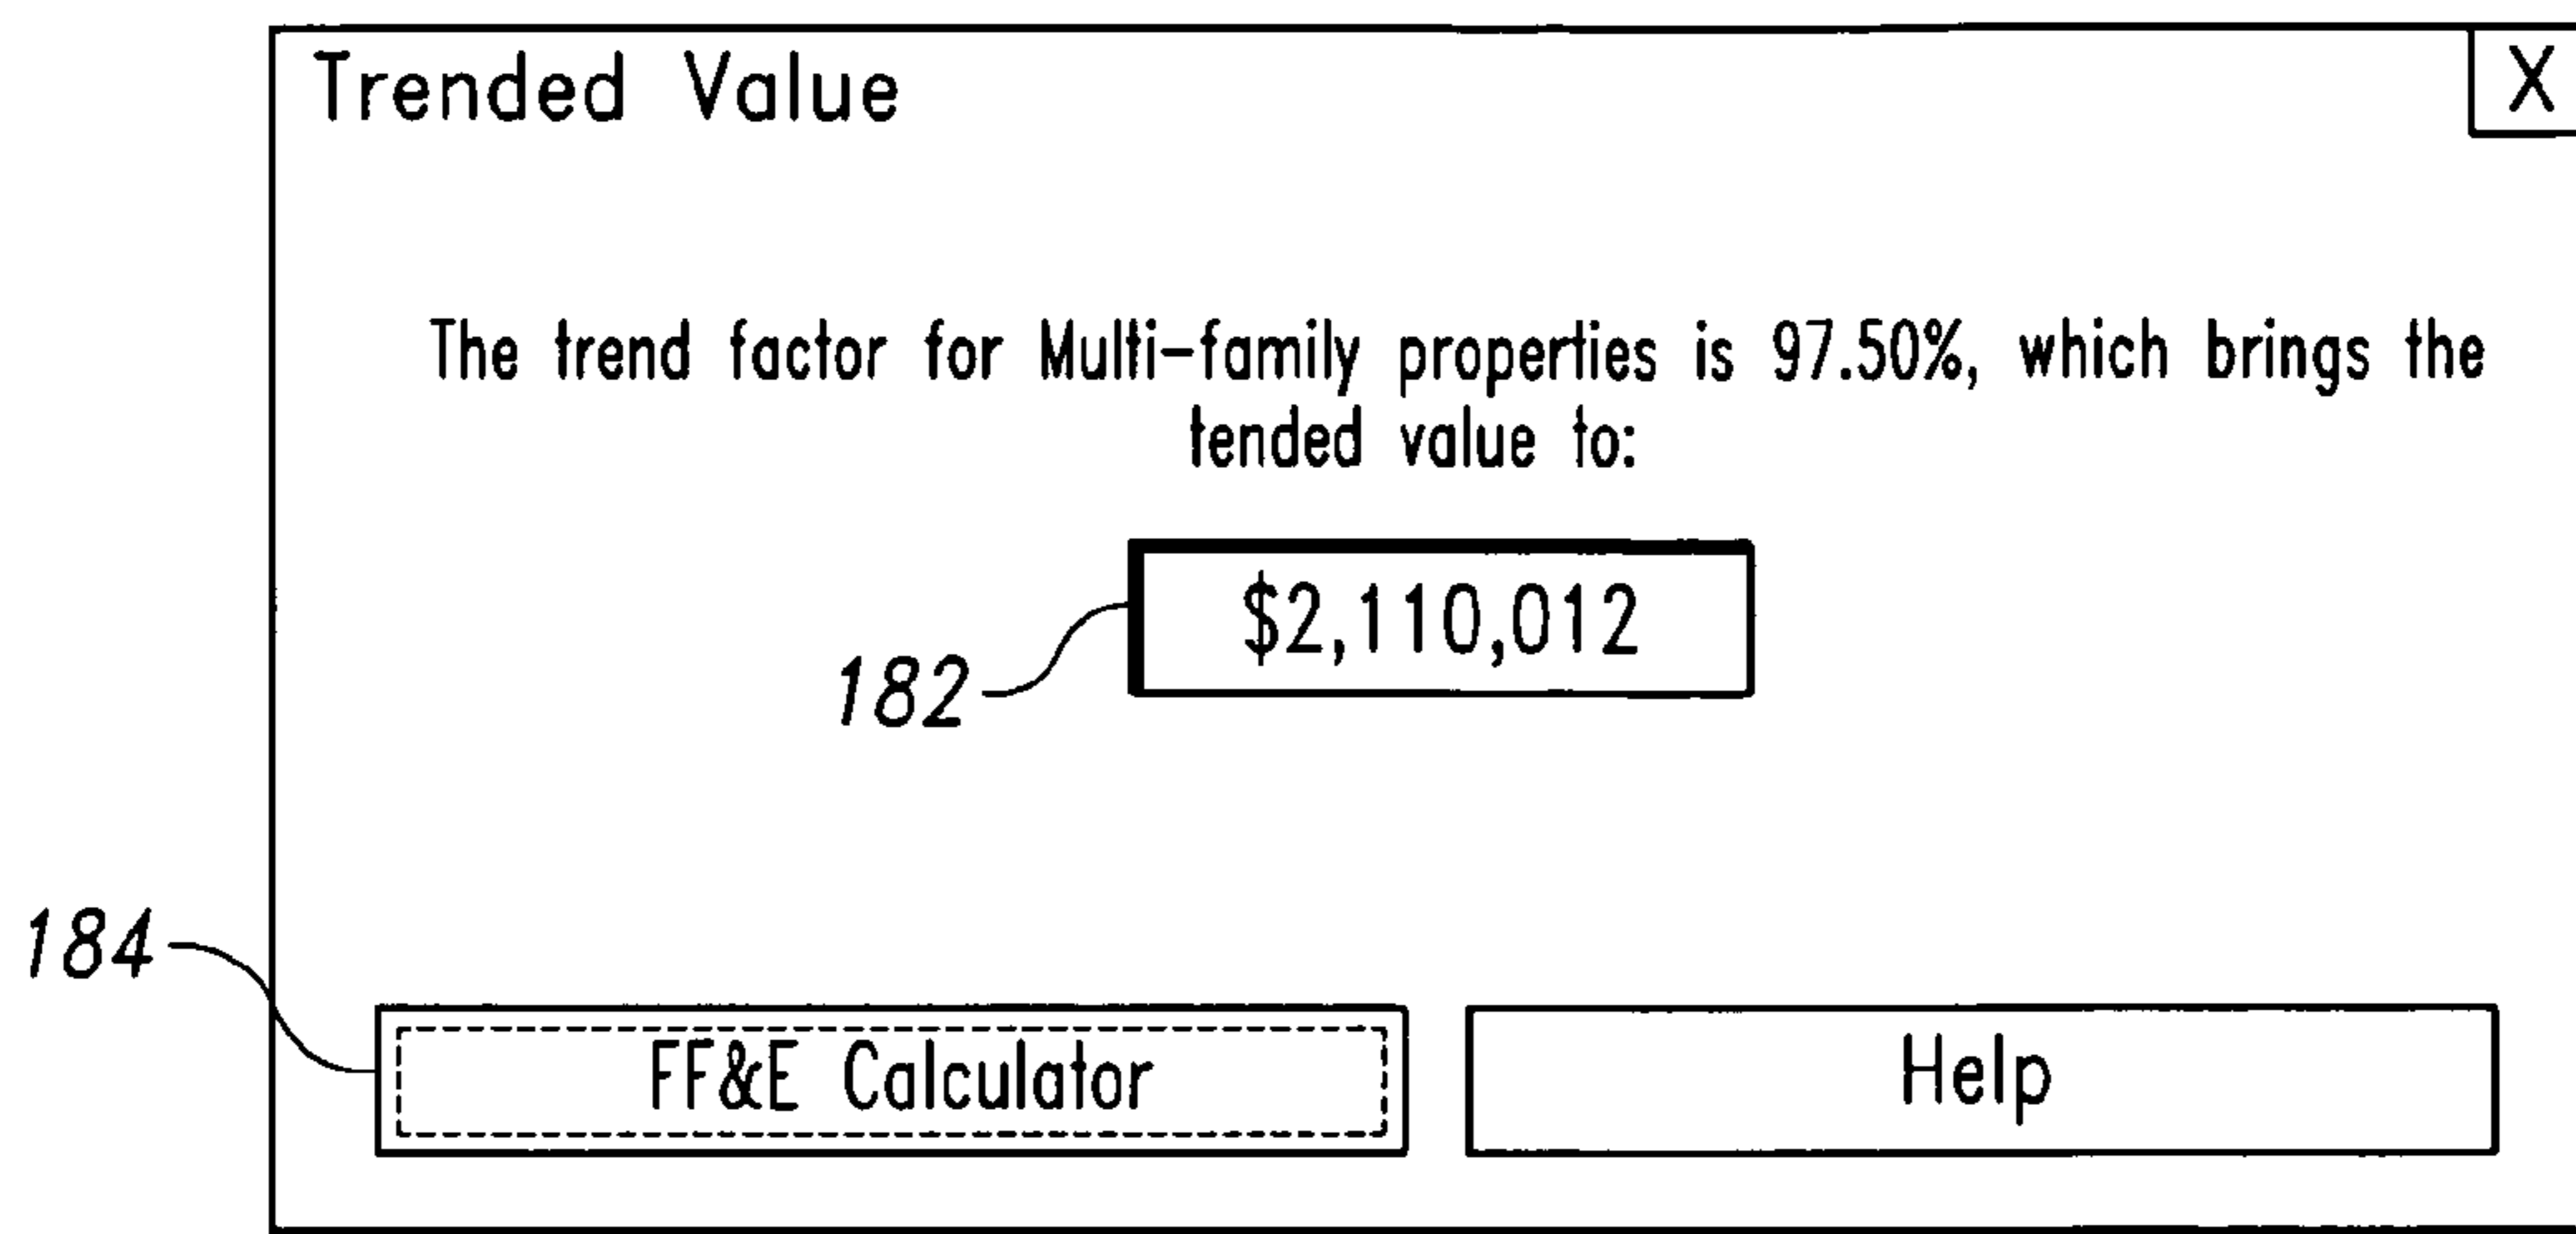 Trended Value
X
The trend factor for Multi-family properties is 97.50%, which brings the
tended value to:
$2,110,012
182
184
FF&E Calculator
Help